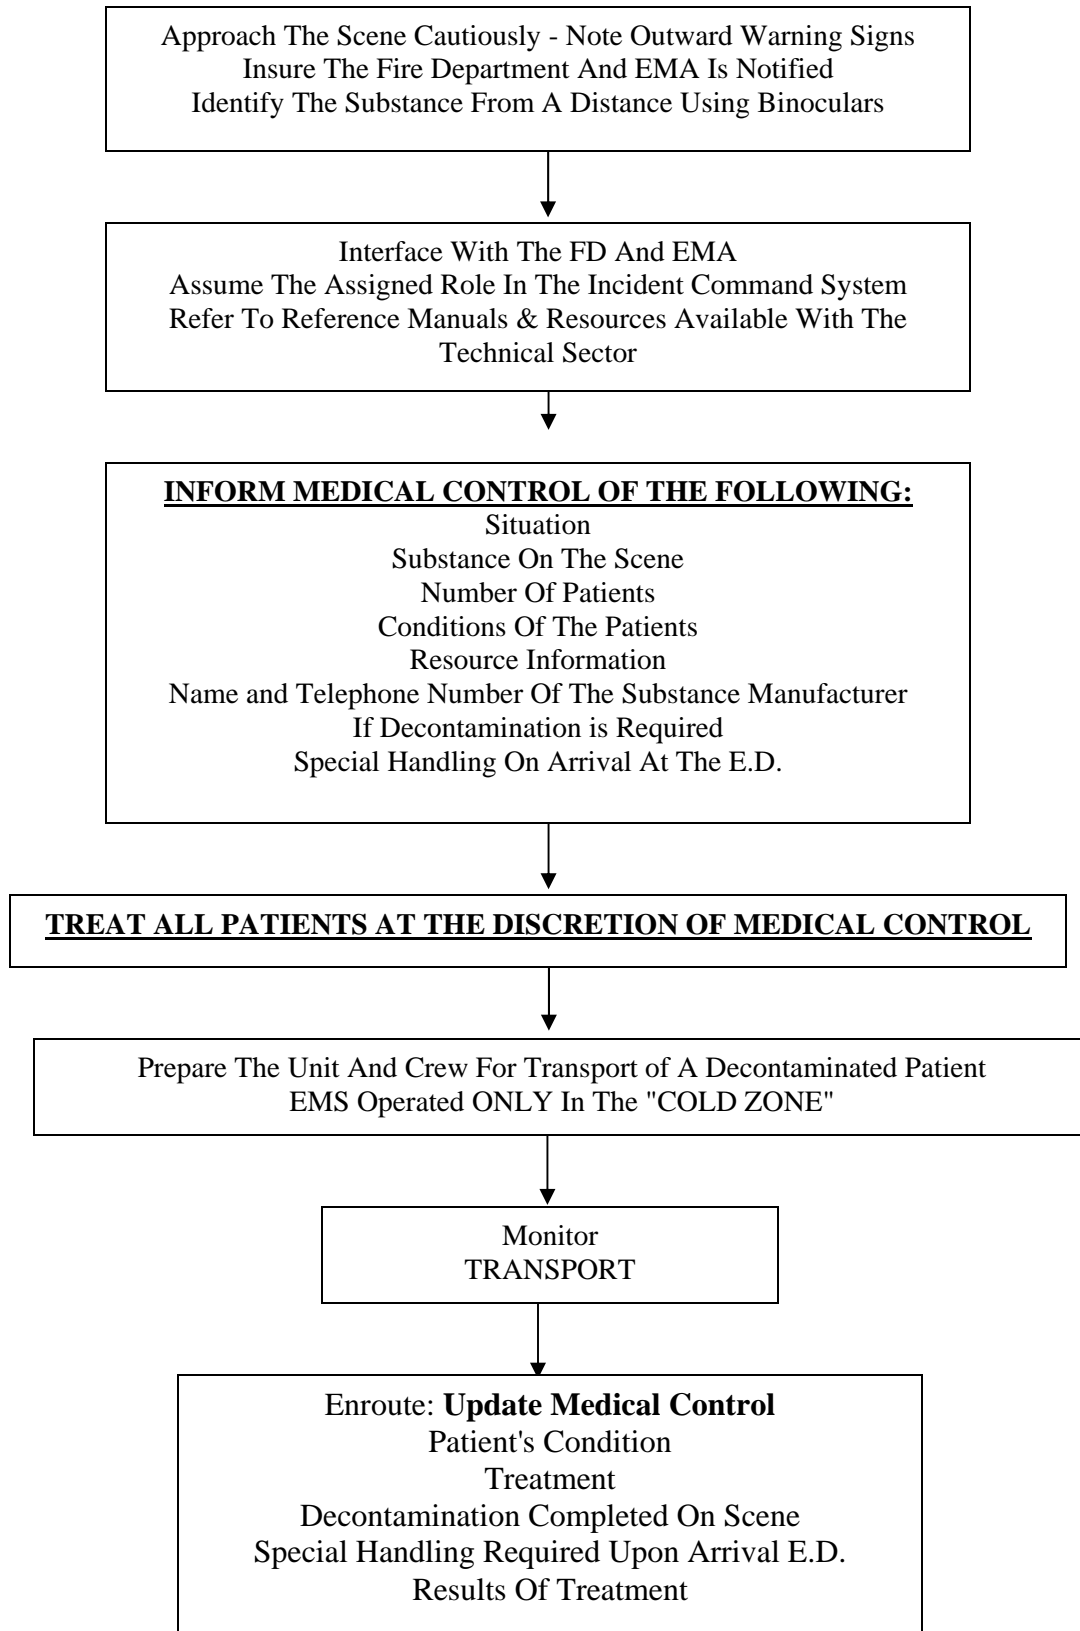 Approach The Scene Cautiously - Note Outward Warning Signs
Insure The Fire Department And EMA Is Notified
Identify The Substance From A Distance Using Binoculars
Interface With The FD And EMA
Assume The Assigned Role In The Incident Command System
Refer To Reference Manuals & Resources Available With The
Technical Sector
INFORM MEDICAL CONTROL OF THE FOLLOWING:
Situation
Substance On The Scene
Number Of Patients
Conditions Of The Patients
Resource Information
Name and Telephone Number Of The Substance Manufacturer
If Decontamination is Required
Special Handling On Arrival At The E.D.
TREAT ALL PATIENTS AT THE DISCRETION OF MEDICAL CONTROL
Prepare The Unit And Crew For Transport of A Decontaminated Patient
EMS Operated ONLY In The "COLD ZONE"
Monitor
TRANSPORT
Enroute: Update Medical Control
Patient's Condition
Treatment
Decontamination Completed On Scene
Special Handling Required Upon Arrival E.D.
Results Of Treatment